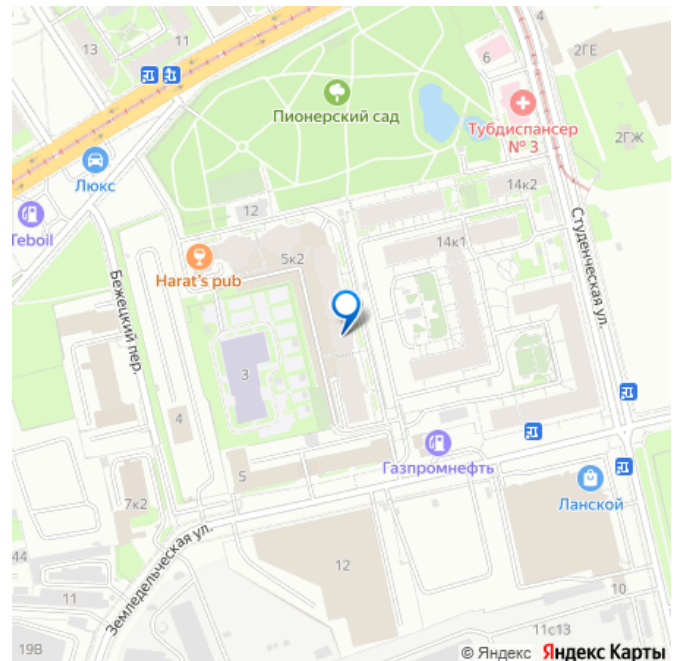 4
13
11
6
2ГЕ
Пионерский сад
Тубдиспансер
№ 3
2ГЖ
Люкс
14к2
Teboil
12
Студенческая ул.
14к1
5к2
Harat's pub
Бежецкий пер.
3
4
Газпромнефть
5
Ланской
7к2
44
Земледельческая ул.
12
11
10
11с13
19В
© Яндекс Яндекс Карты